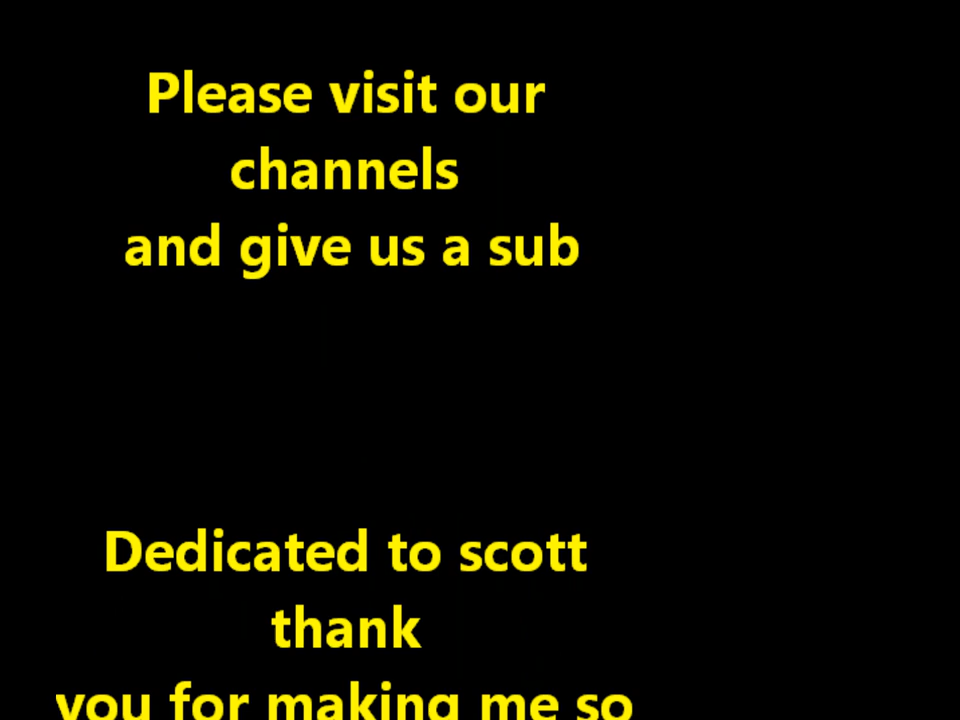 Please visit our
channels
and give us a sub
Dedicated to scott
thank
you for making me so